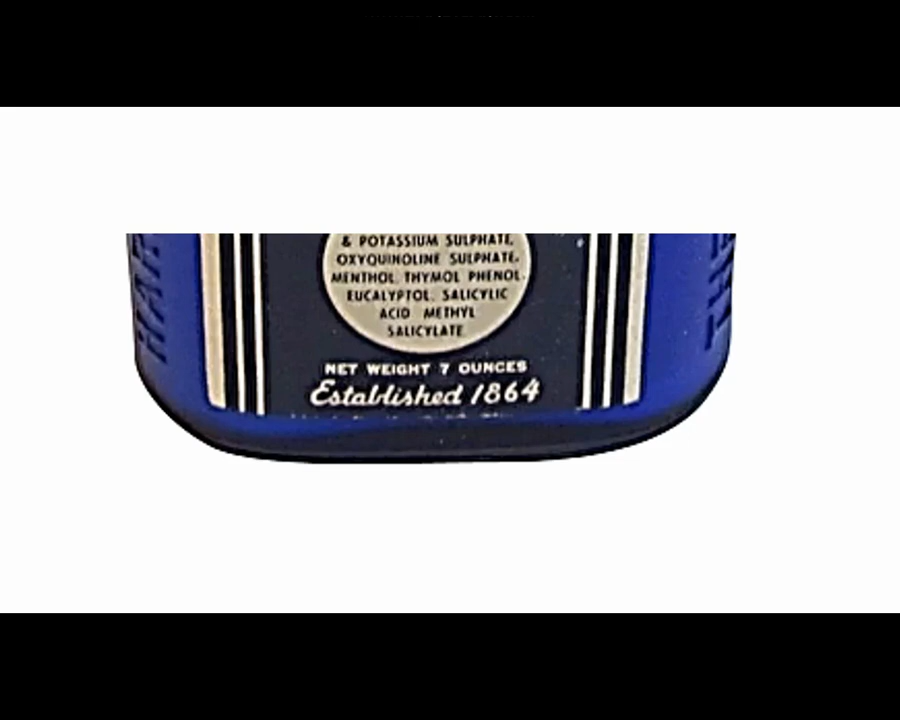 & POTASSIUM SULPHATE,
OXYQUINOLINE SULPHATE,
MENTHOL, THYMOL PHENOL,
EUCALYPTOL, SALICYLIC
ACID METHYL
SALICYLATE
NET WEIGHT 7 OUNCES
Established 1864